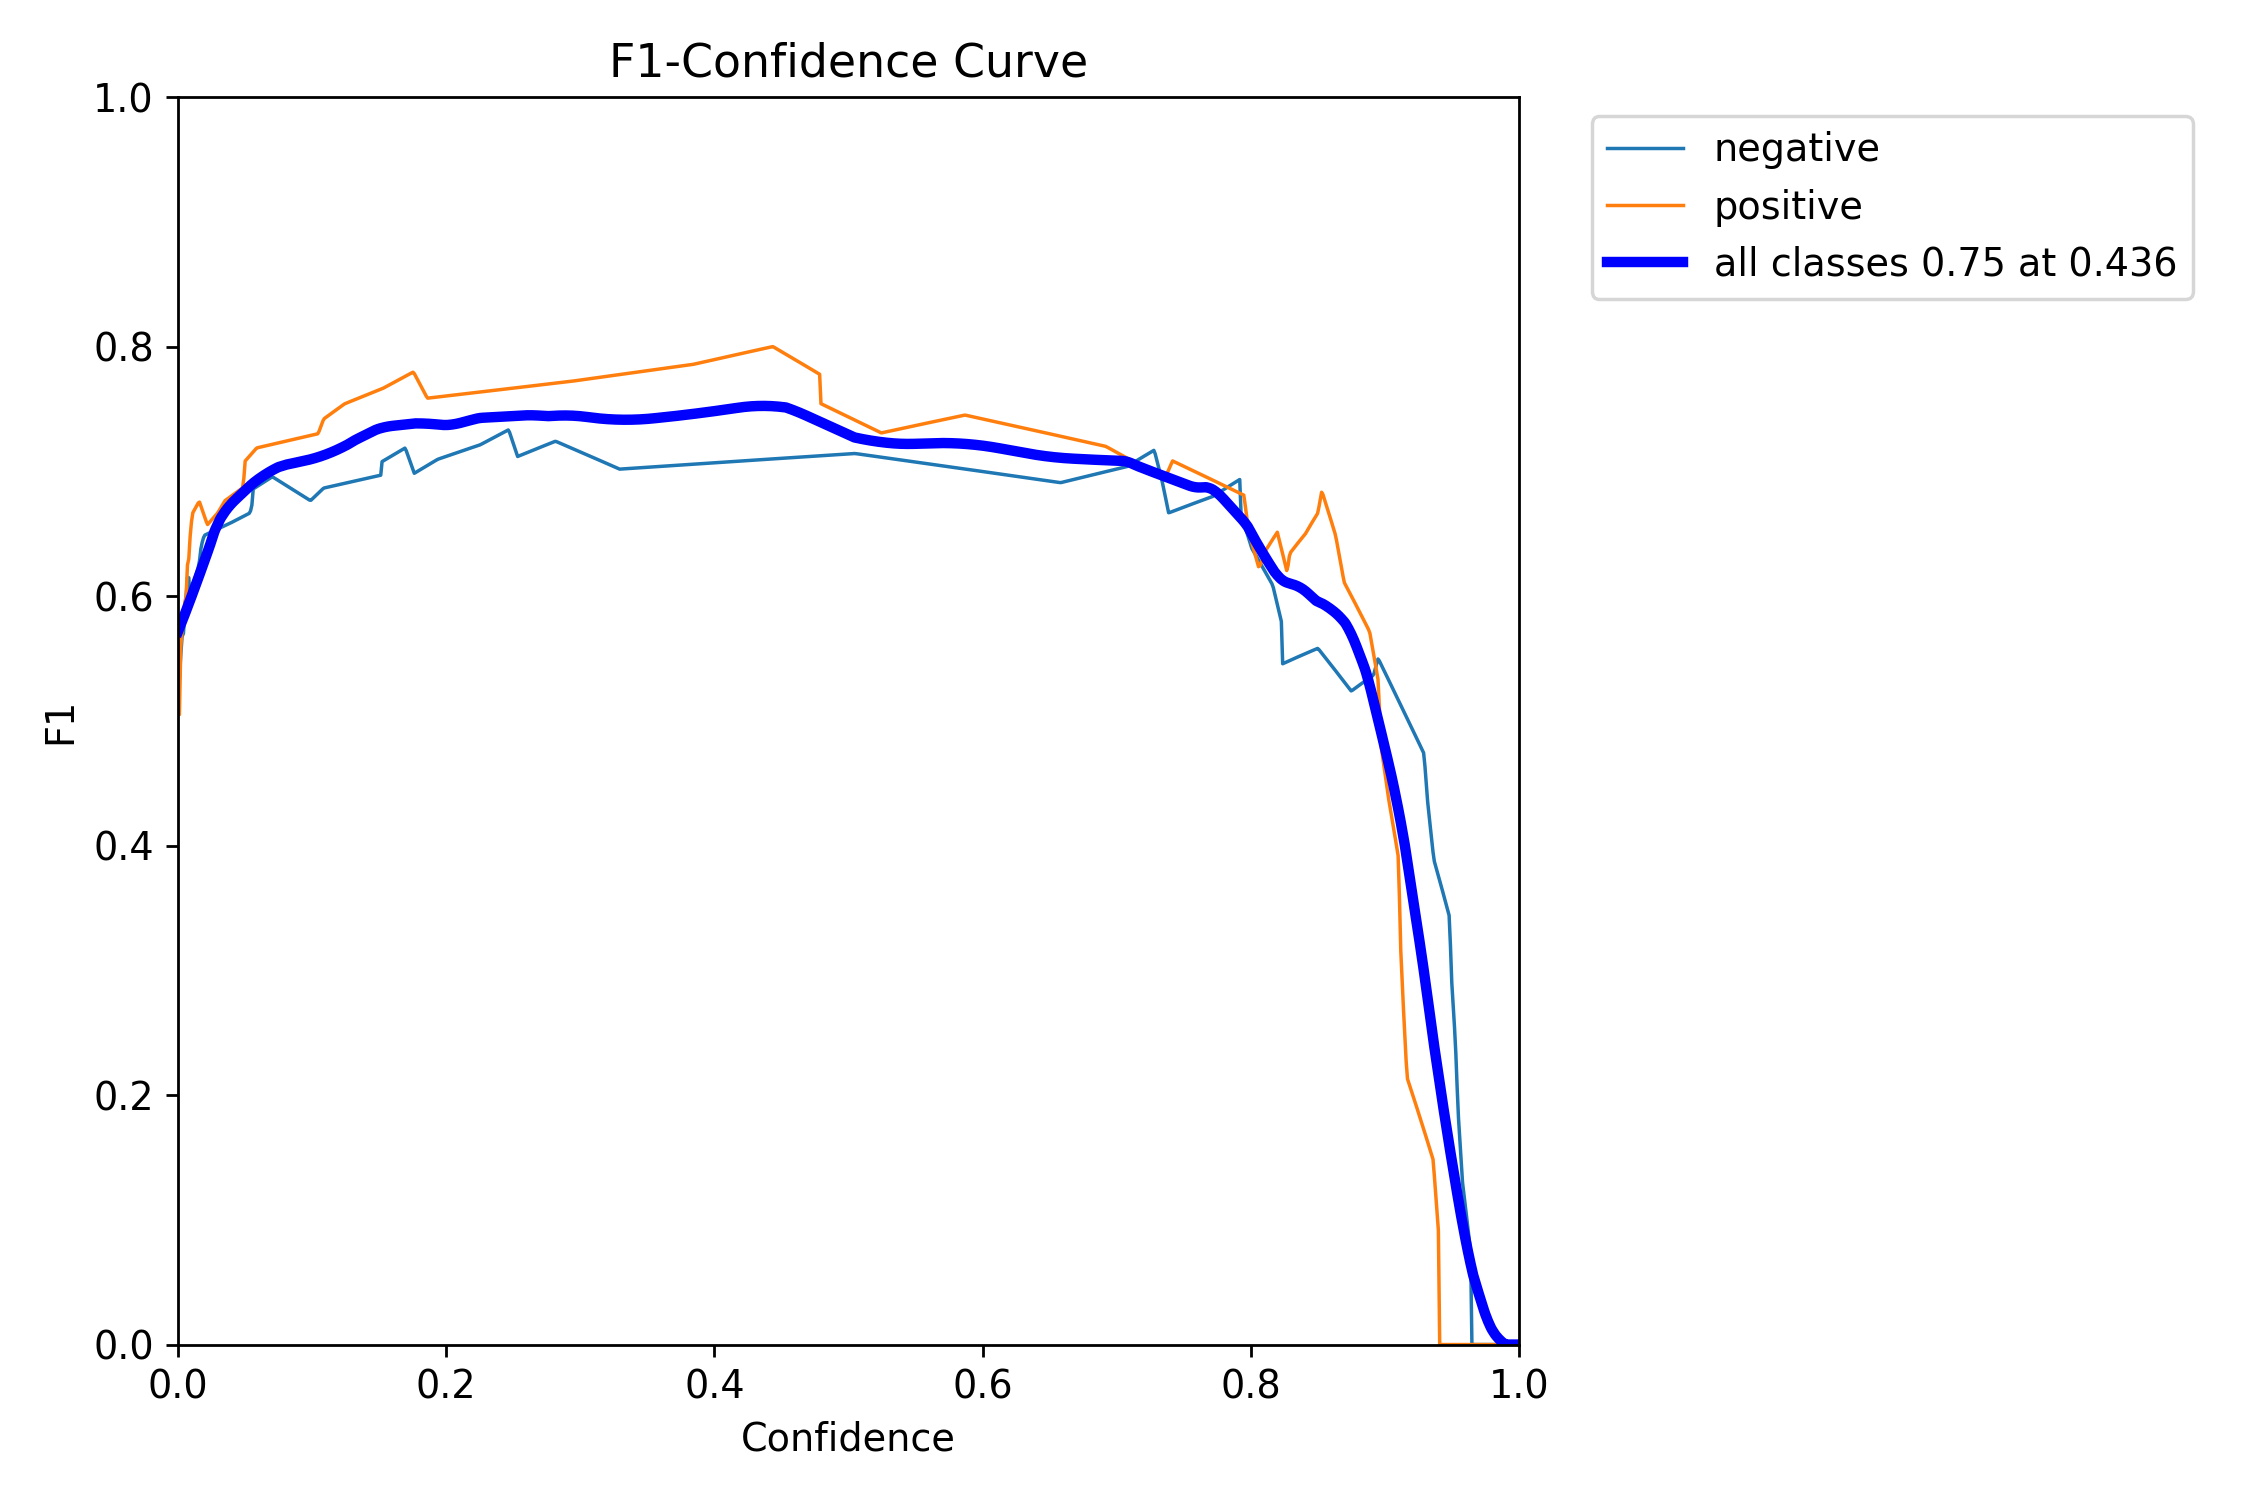 F1-Confidence Curve
1.0
0.8
0.6
0.4
0.2
0.0
F1
0.0 0.2 0.4 0.6 0.8 1.0
Confidence
negative
positive
all classes 0.75 at 0.436